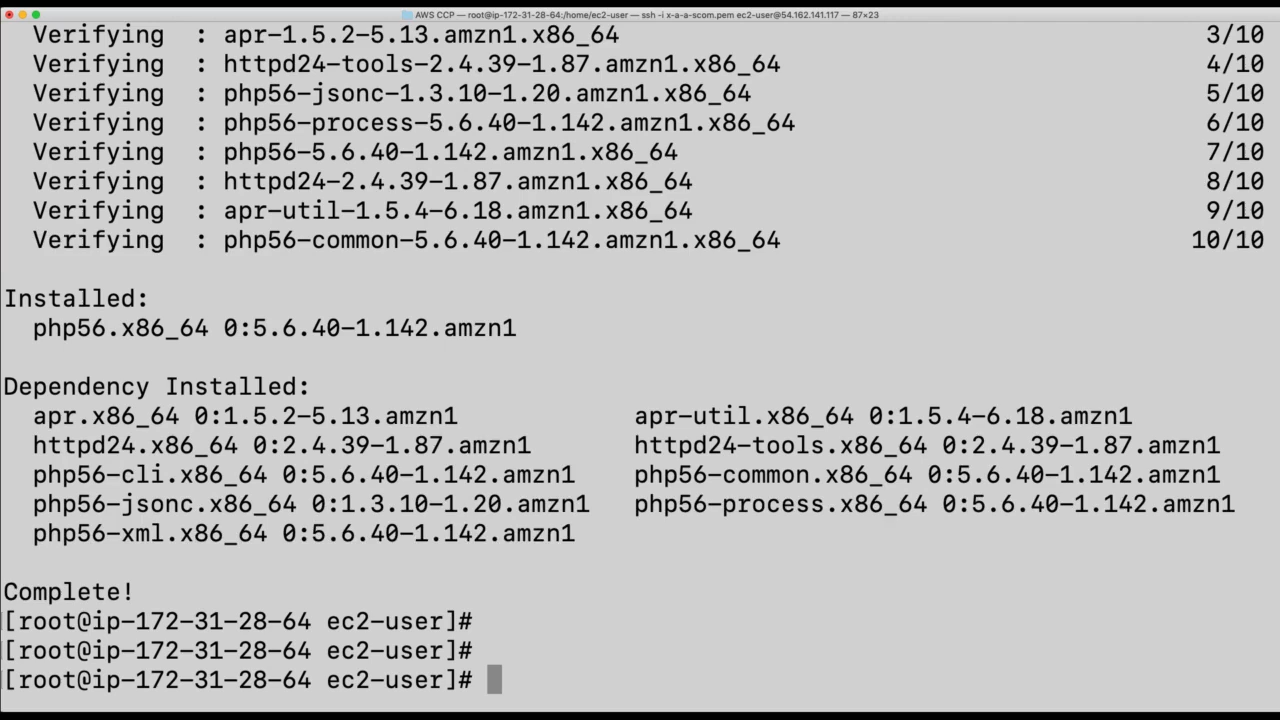 AWS CCP — root@ip-172-31-28-64:/home/ec2-user — ssh -i x-a-a-scom.pem ec2-user@54.162.141.117 — 87×23
Verifying  : apr-1.5.2-5.13.amzn1.x86_64 3/10
Verifying  : httpd24-tools-2.4.39-1.87.amzn1.x86_64 4/10
Verifying  : php56-jsonc-1.3.10-1.20.amzn1.x86_64 5/10
Verifying  : php56-process-5.6.40-1.142.amzn1.x86_64 6/10
Verifying  : php56-5.6.40-1.142.amzn1.x86_64 7/10
Verifying  : httpd24-2.4.39-1.87.amzn1.x86_64 8/10
Verifying  : apr-util-1.5.4-6.18.amzn1.x86_64 9/10
Verifying  : php56-common-5.6.40-1.142.amzn1.x86_64 10/10
Installed:
php56.x86_64 0:5.6.40-1.142.amzn1
Dependency Installed:
apr.x86_64 0:1.5.2-5.13.amzn1 apr-util.x86_64 0:1.5.4-6.18.amzn1
httpd24.x86_64 0:2.4.39-1.87.amzn1 httpd24-tools.x86_64 0:2.4.39-1.87.amzn1
php56-cli.x86_64 0:5.6.40-1.142.amzn1 php56-common.x86_64 0:5.6.40-1.142.amzn1
php56-jsonc.x86_64 0:1.3.10-1.20.amzn1 php56-process.x86_64 0:5.6.40-1.142.amzn1
php56-xml.x86_64 0:5.6.40-1.142.amzn1
Complete!
[root@ip-172-31-28-64 ec2-user]#
[root@ip-172-31-28-64 ec2-user]#
[root@ip-172-31-28-64 ec2-user]#